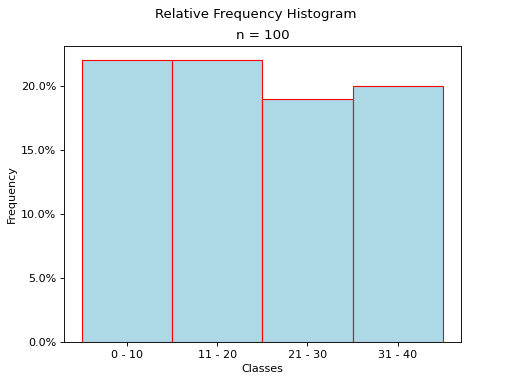 Relative Frequency Histogram
n = 100
20.0%
15.0%
10.0%
5.0%
0.0%
Frequency
0 - 10
11 - 20
21 - 30
31 - 40
Classes